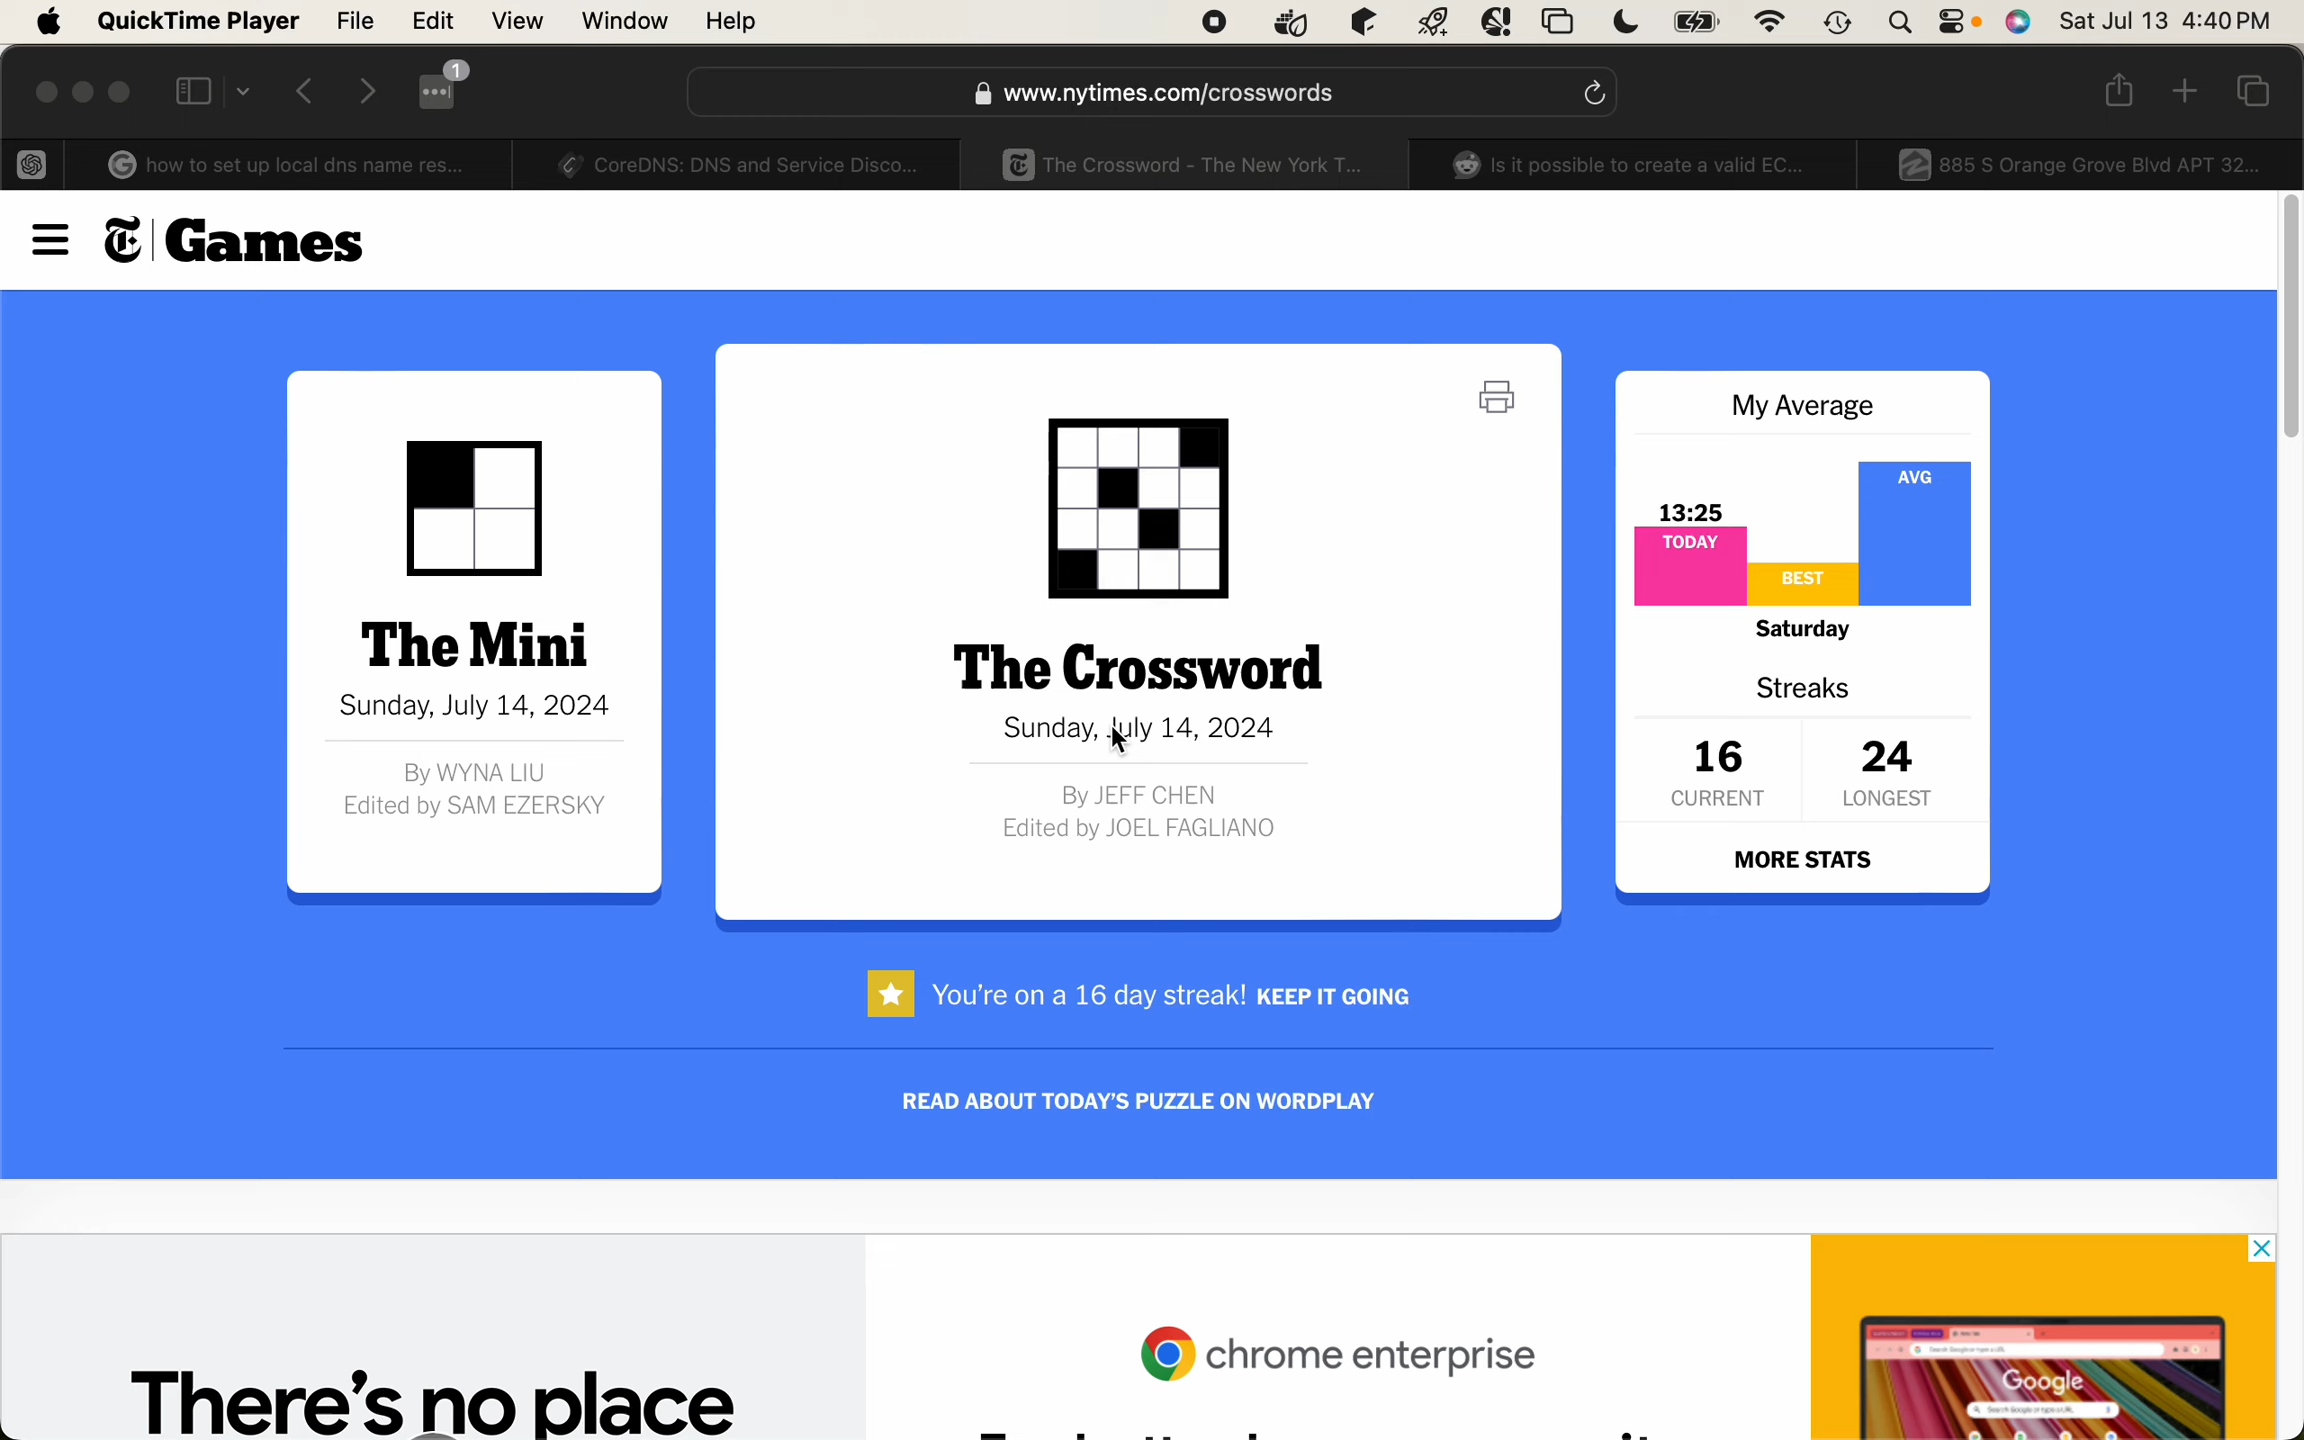 QuickTime Player File Edit View Window Help Sat Jul 13 4:40 PM
1
www.nytimes.com/crosswords
how to set up local dns name res...
CoreDNS: DNS and Service Disco...
The Crossword - The New York T...
Is it possible to create a valid EC...
885 S Orange Grove Blvd APT 32...
T Games
The Mini
Sunday, July 14, 2024
By WYNA LIU
Edited by SAM EZERSKY
The Crossword
Sunday, July 14, 2024
By JEFF CHEN
Edited by JOEL FAGLIANO
My Average
13:25
TODAY
BEST
AVG
Saturday
Streaks
16 24
CURRENT LONGEST
MORE STATS
You're on a 16 day streak! KEEP IT GOING
READ ABOUT TODAY'S PUZZLE ON WORDPLAY
There's no place
chrome enterprise
Google